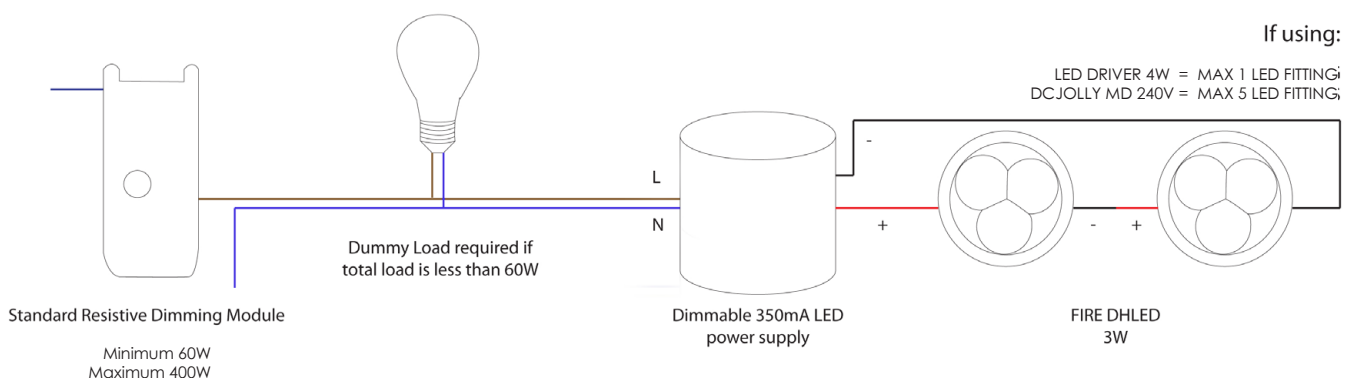 If using:
LED DRIVER 4W = MAX 1 LED FITTING
DCJOLLY MD 240V = MAX 5 LED FITTING
-
L
N
+
-
+
Dummy Load required if
total load is less than 60W
Standard Resistive Dimming Module
Minimum 60W
Maximum 400W
Dimmable 350mA LED
power supply
FIRE DHLED
3W